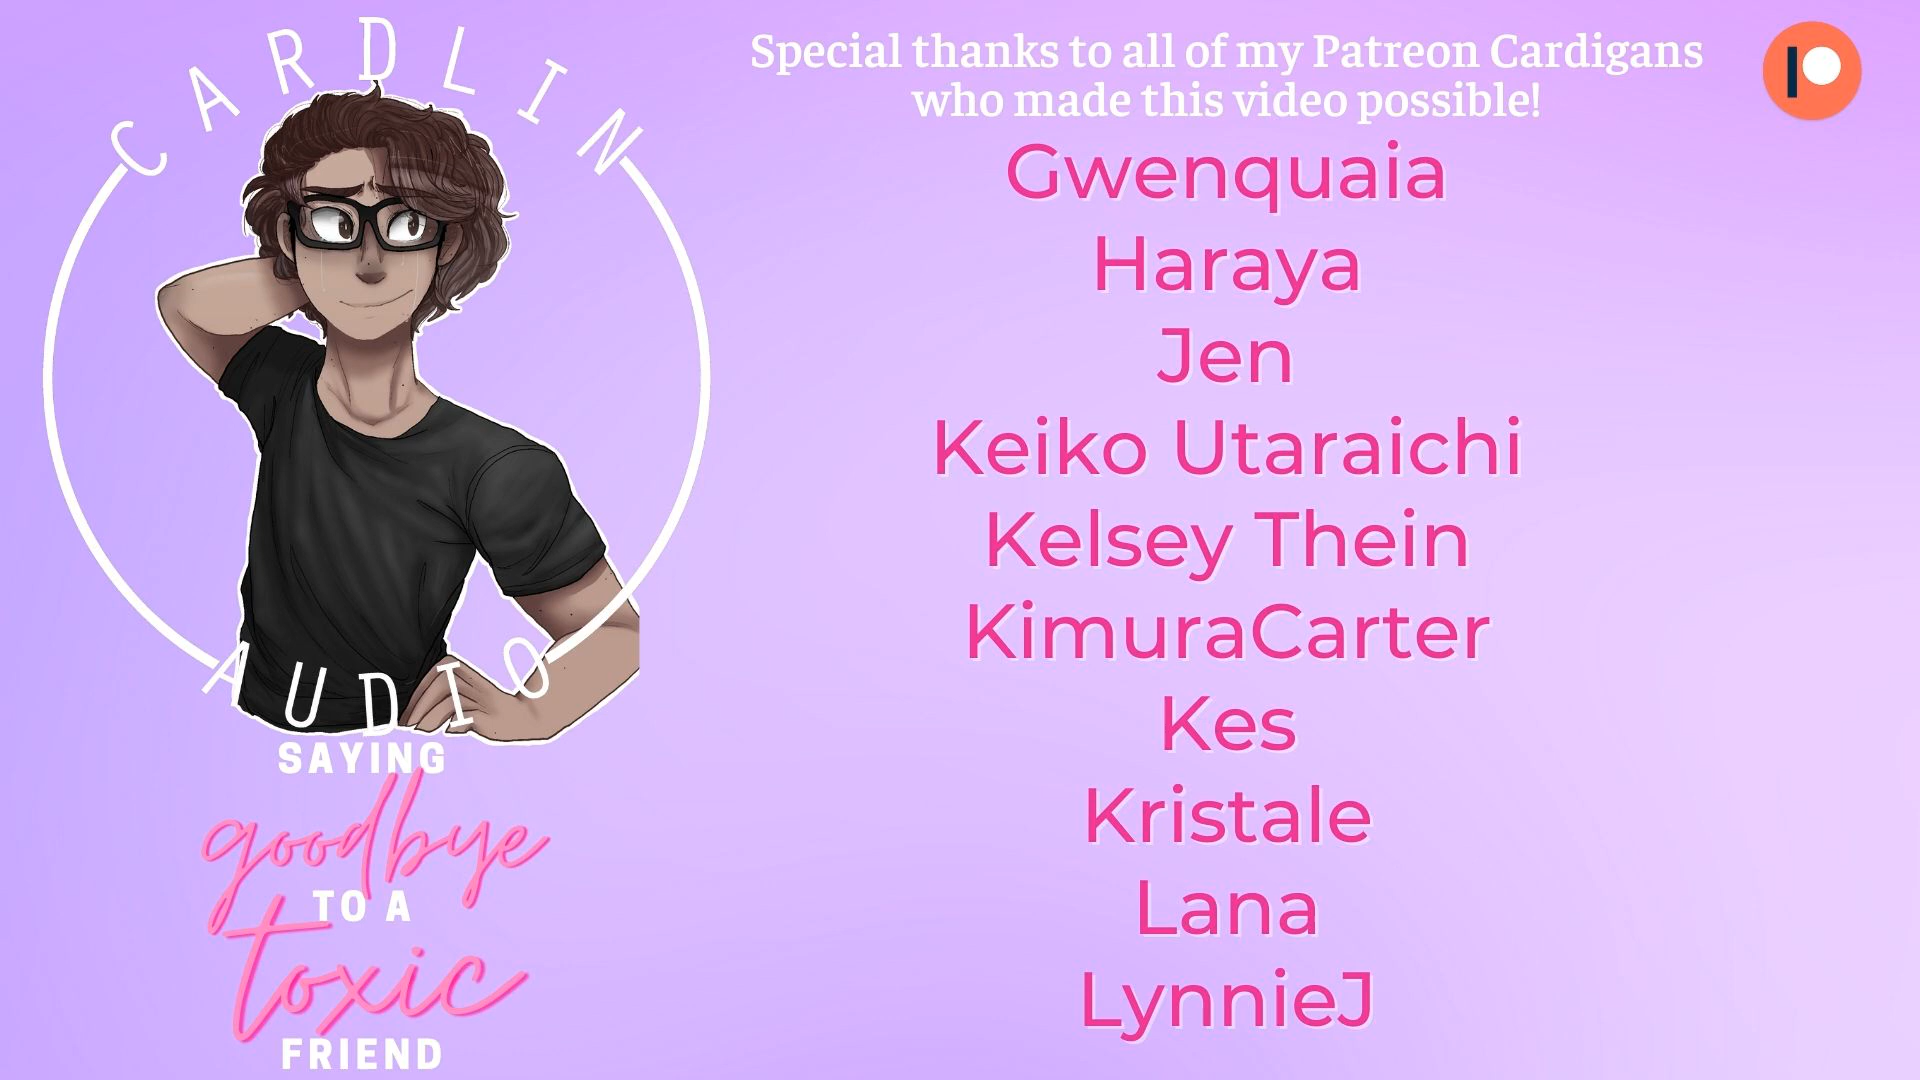 CARDLIN
AUDIO
SAYING
goodbye
TO A
toxic
FRIEND
Special thanks to all of my Patreon Cardigans
who made this video possible!
Gwenquaia
Haraya
Jen
Keiko Utaraichi
Kelsey Thein
KimuraCarter
Kes
Kristale
Lana
LynnieJ